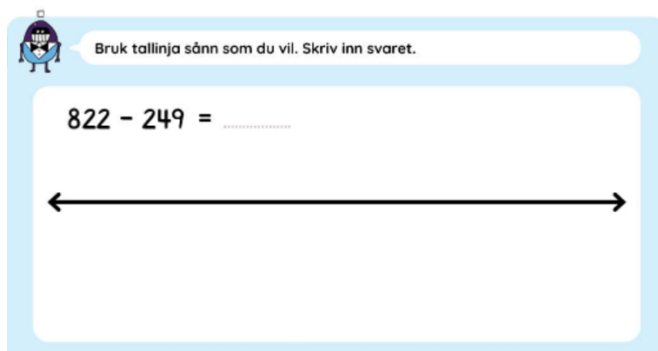 Bruk tallinja sånn som du vil. Skriv inn svaret.
822 - 249 = ................